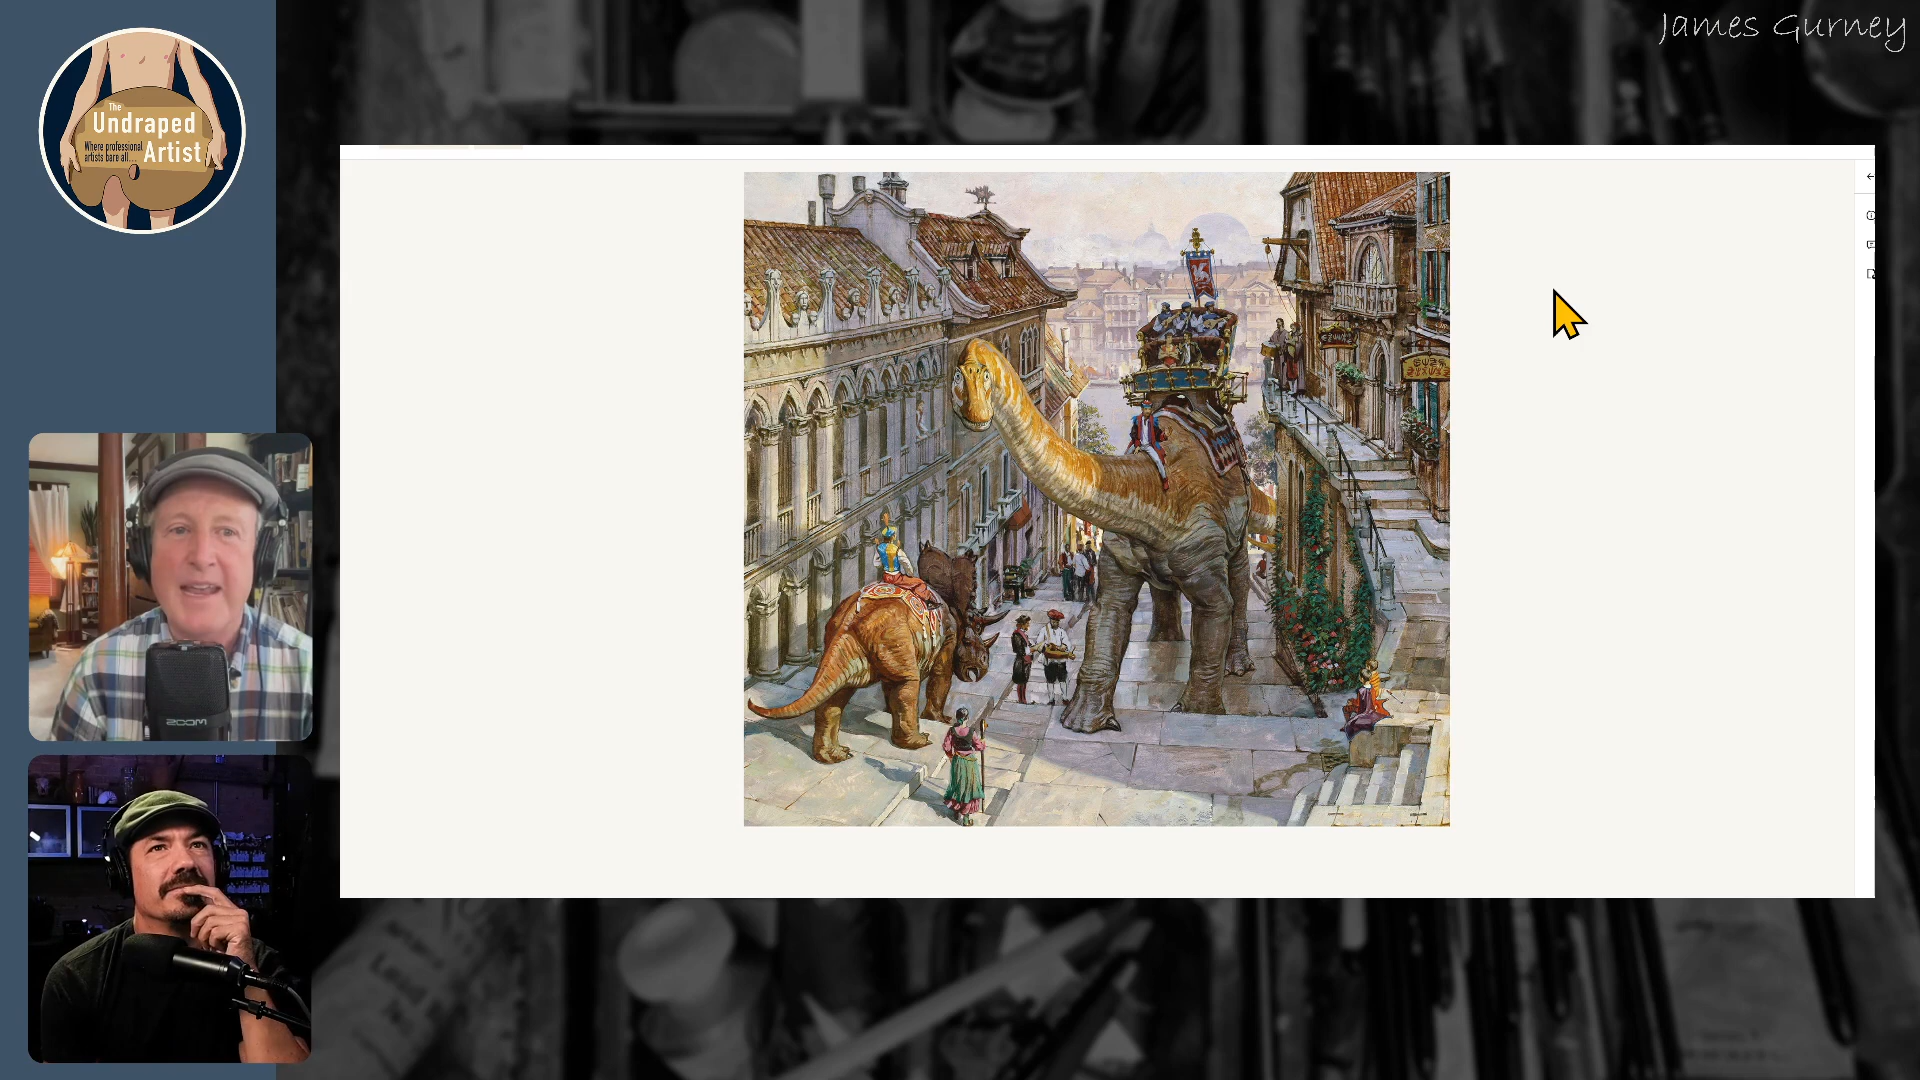 James Gurney
The
Undraped
Where professional
artists bare all...
Artist
zoom